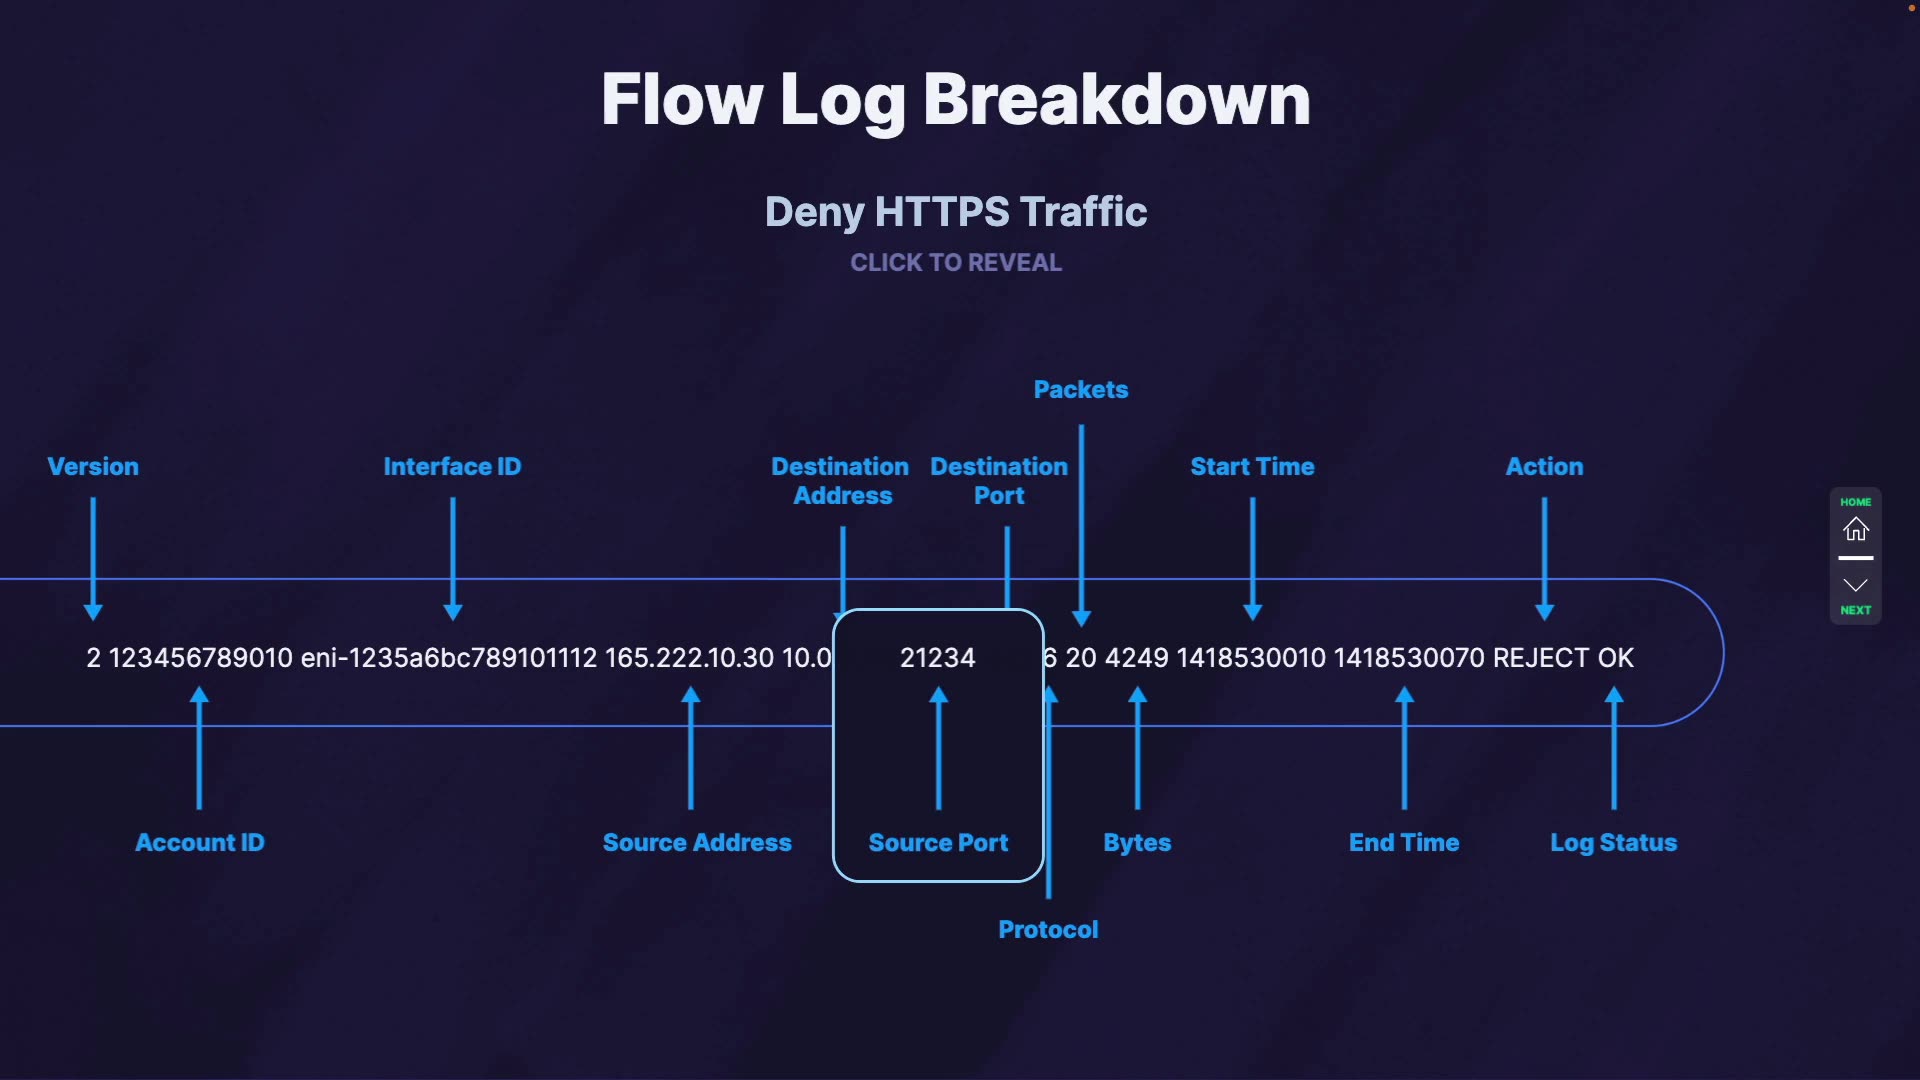 Flow Log Breakdown
Deny HTTPS Traffic
CLICK TO REVEAL
Packets
Version
Interface ID
Destination
Address
Destination
Port
Start Time
Action
2 123456789010 eni-1235a6bc789101112 165.222.10.30 10.0
21234
6 20 4249 1418530010 1418530070 REJECT OK
Account ID
Source Address
Source Port
Bytes
End Time
Log Status
Protocol
HOME
NEXT